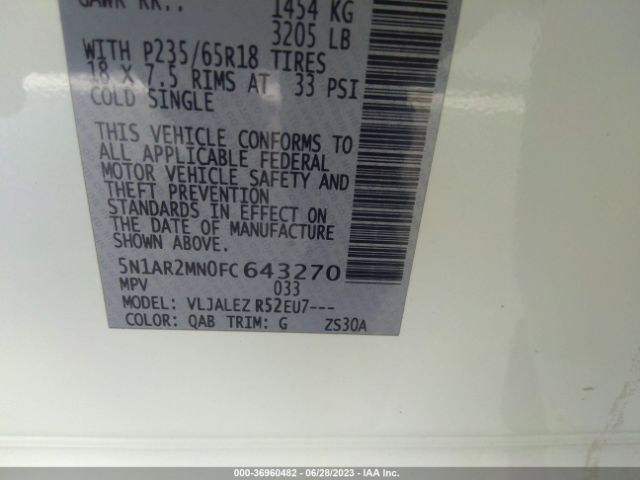 GAWR RR.:
1454 KG
3205 LB
WITH P235/65R18 TIRES
18 X 7.5 RIMS AT 33 PSI
COLD SINGLE
THIS VEHICLE CONFORMS TO
ALL APPLICABLE FEDERAL
MOTOR VEHICLE SAFETY AND
THEFT PREVENTION
STANDARDS IN EFFECT ON
THE DATE OF MANUFACTURE
SHOWN ABOVE.
5N1AR2MN0FC 643270
MPV 033
MODEL: VLJALEZ R52EU7---
COLOR: QAB TRIM: G ZS30A
000-36960482 - 06/28/2023 - IAA Inc.